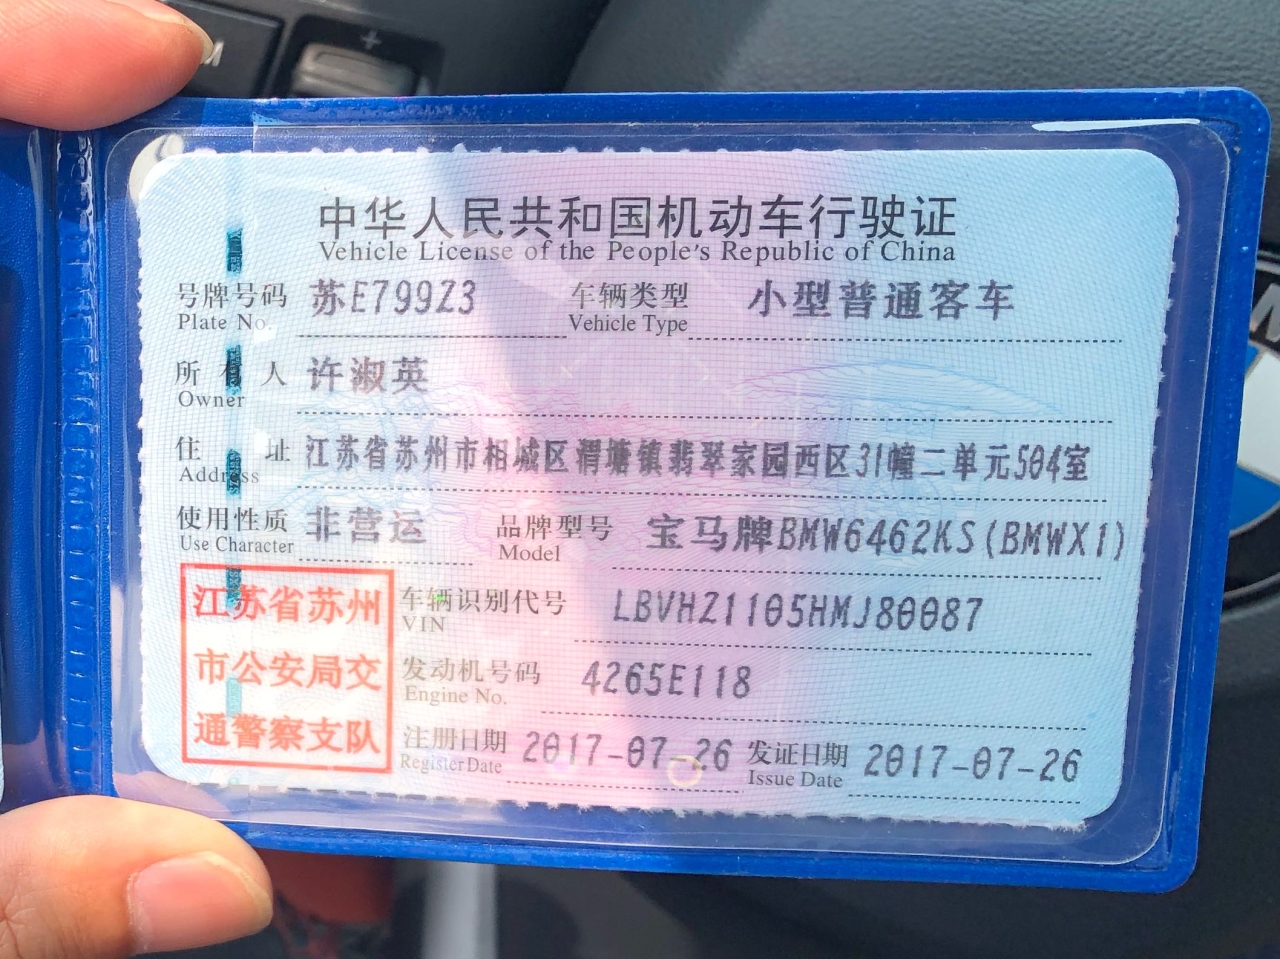 中华人民共和国机动车行驶证
Vehicle License of the People's Republic of China
号牌号码 苏E799Z3 车辆类型 小型普通客车
Plate No. Vehicle Type
所有人 许淑英
Owner
住址 江苏省苏州市相城区渭塘镇翡翠家园西区31幢二单元504室
Address
使用性质 非营运 品牌型号 宝马牌BMW6462KS(BMWX1)
Use Character Model
江苏省苏州
市公安局交
通警察支队
车辆识别代号 LBVHZ1105HMJ80087
VIN
发动机号码 4265E118
Engine No.
注册日期 2017-07-26 发证日期 2017-07-26
Register Date Issue Date